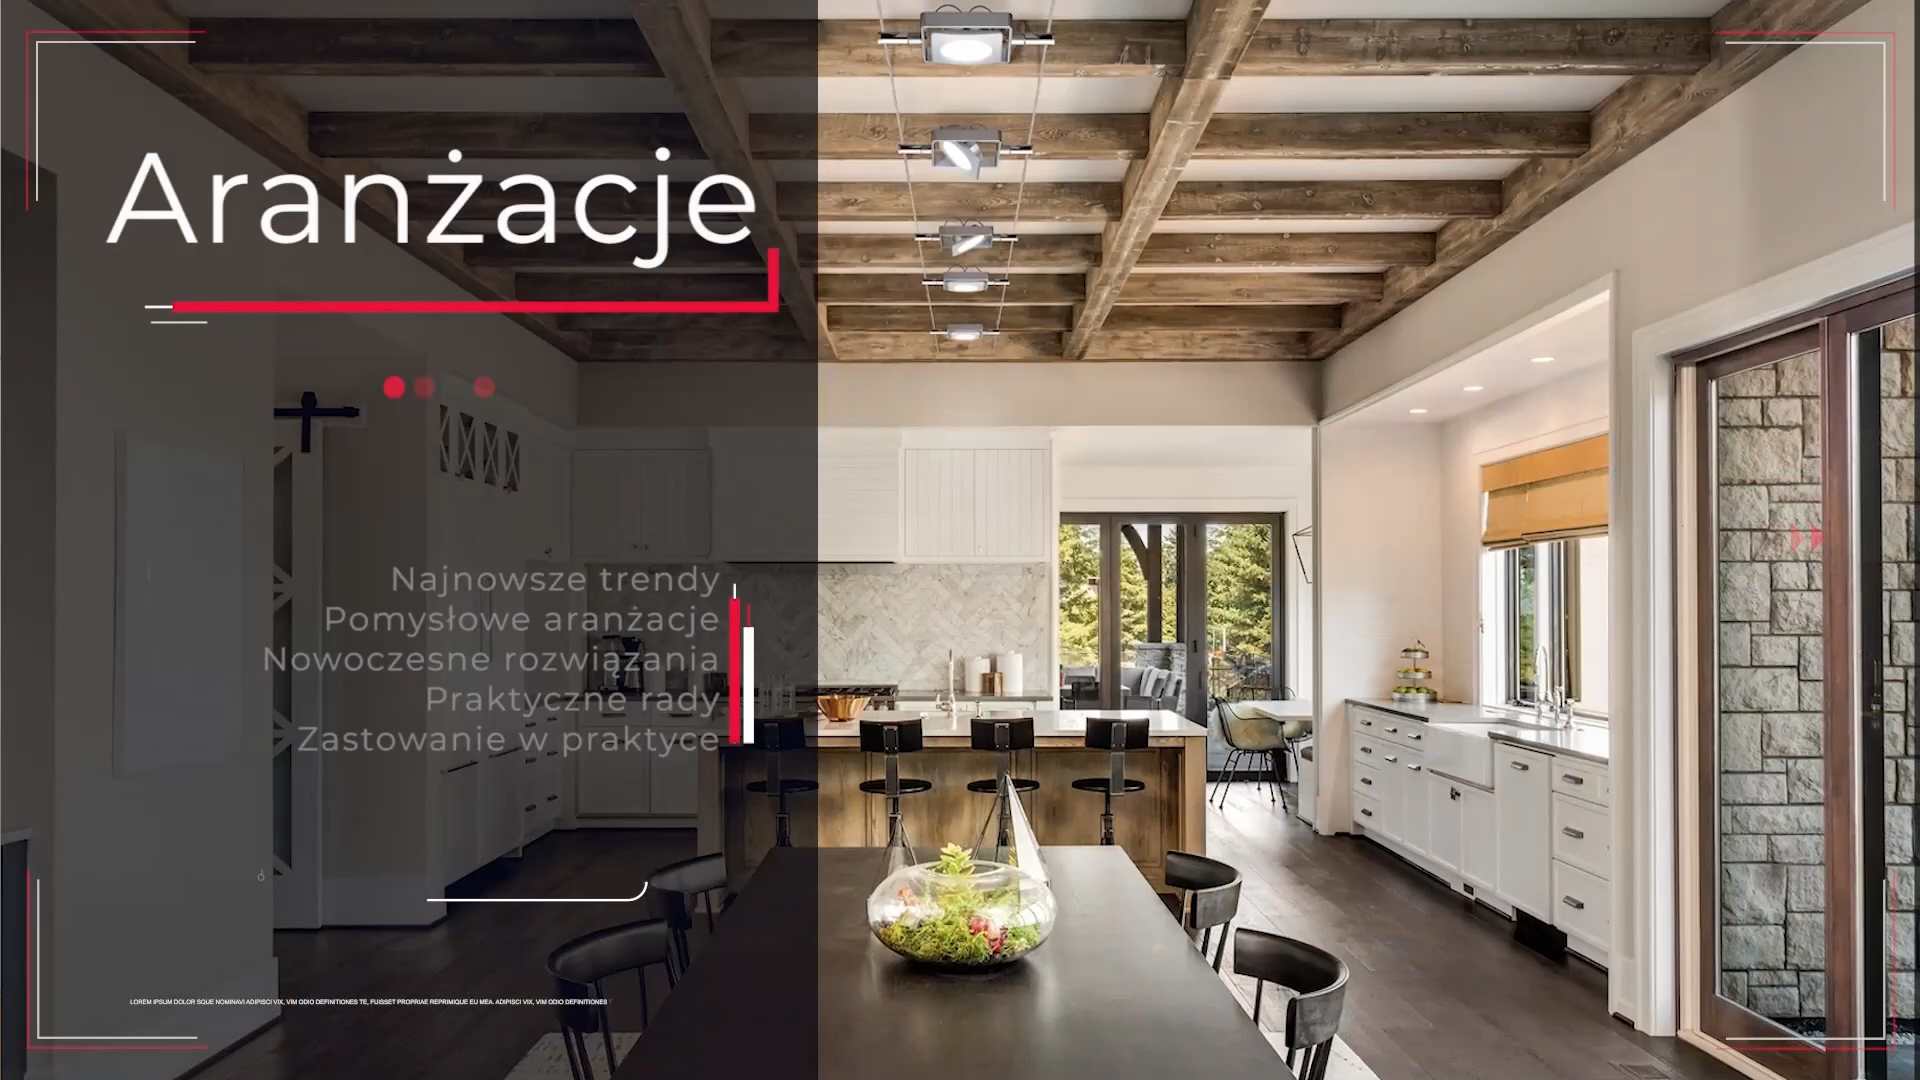 Aranżacje
Najnowsze trendy
Pomysłowe aranżacje
Nowoczesne rozwiązania
Praktyczne rady
Zastowanie w praktyce
LOREM IPSUM DOLOR SQUE NOMINAVI ADIPISCI VIX, VIM ODIO DEFINITIONES TE, FUISSET PROPRIAE REPRIMIQUE EU MEA. ADIPISCI VIX, VIM ODIO DEFINITIONES